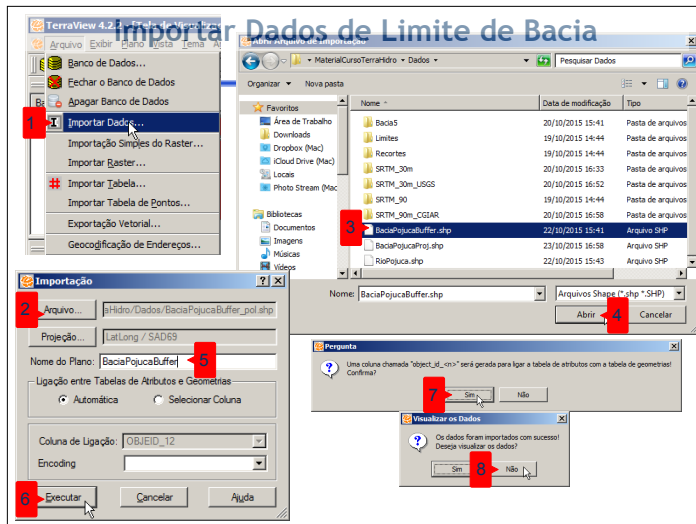 Importar Dados de Limite de Bacia
TerraView 4.2.2 -
Arquivo Exibir Plano Vista Tema
Banco de Dados...
Fechar o Banco de Dados
Apagar Banco de Dados
1
Importar Dados...
Importação Simples do Raster...
Importar Raster...
Importar Tabela...
Importar Tabela de Pontos...
Exportação Vetorial...
Geocodificação de Endereços...
Abrir Arquivo de Importação
MaterialCursoTerraHidro Dados
Pesquisar Dados
Organizar Nova pasta
Favoritos
Área de Trabalho
Downloads
Dropbox (Mac)
iCloud Drive (Mac)
Locais
Photo Stream (Mac
Bibliotecas
Documentos
Imagens
Músicas
Vídeos
Nome Data de modificação Tipo
Bacia5 20/10/2015 15:41 Pasta de arquivos
Limites 19/10/2015 14:44 Pasta de arquivos
Recortes 19/10/2015 14:44 Pasta de arquivos
SRTM_30m 20/10/2015 16:33 Pasta de arquivos
SRTM_30m_USGS 20/10/2015 16:52 Pasta de arquivos
SRTM_90 19/10/2015 14:44 Pasta de arquivos
SRTM_90m_CGIAR 20/10/2015 16:58 Pasta de arquivos
3 BaciaPojucaBuffer.shp 22/10/2015 15:41 Arquivo SHP
BaciaPojucaProj.shp 23/10/2015 16:58 Arquivo SHP
RioPojuca.shp 22/10/2015 15:43 Arquivo SHP
Nome: BaciaPojucaBuffer.shp Arquivos Shape (*.shp *.SHP)
Abrir 4 Cancelar
Importação
2 Arquivo... aHidro/Dados/BaciaPojucaBuffer_pol.shp
Projeção... LatLong / SAD69
Nome do Plano: BaciaPojucaBuffer 5
Ligação entre Tabelas de Atributos e Geometrias
Automática Selecionar Coluna
Coluna de Ligação: OBJEID_12
Encoding
6 Executar Cancelar Ajuda
Pergunta
Uma coluna chamada "object_id_<n>" será gerada para ligar a tabela de atributos com a tabela de geometrias!
Confirma?
7 Sim Não
Visualizar os Dados
Os dados foram importados com sucesso!
Deseja visualizar os dados?
Sim 8 Não